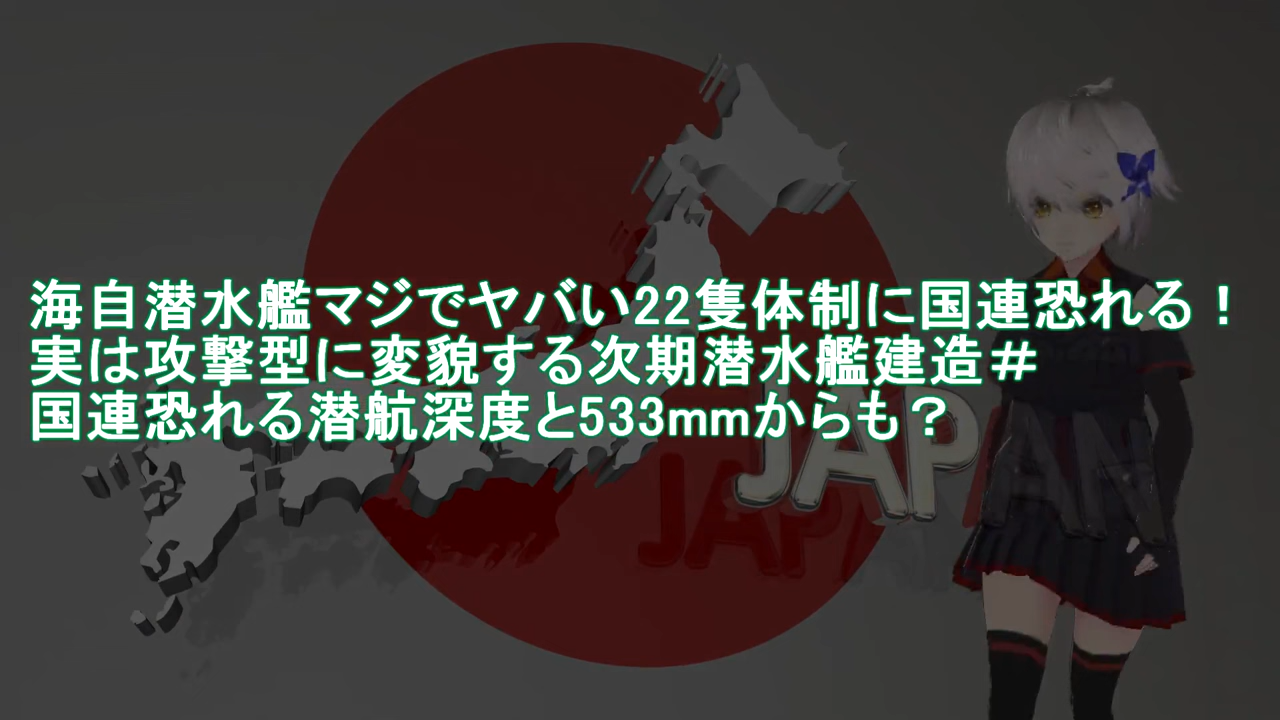 海自潜水艦マジでヤバい22隻体制に国連恐れる！
実は攻撃型に変貌する次期潜水艦建造＃
国連恐れる潜航深度と533mmからも？
JAPAN